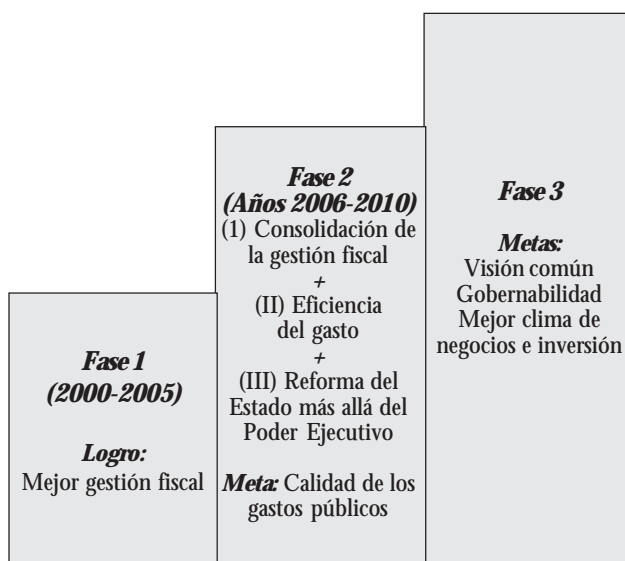 Fase 1
(2000-2005)
Logro:
Mejor gestión fiscal
Fase 2
(Años 2006-2010)
(1) Consolidación de
la gestión fiscal
+
(II) Eficiencia
del gasto
+
(III) Reforma del
Estado más allá del
Poder Ejecutivo
Meta: Calidad de los
gastos públicos
Fase 3
Metas:
Visión común
Gobernabilidad
Mejor clima de
negocios e inversión